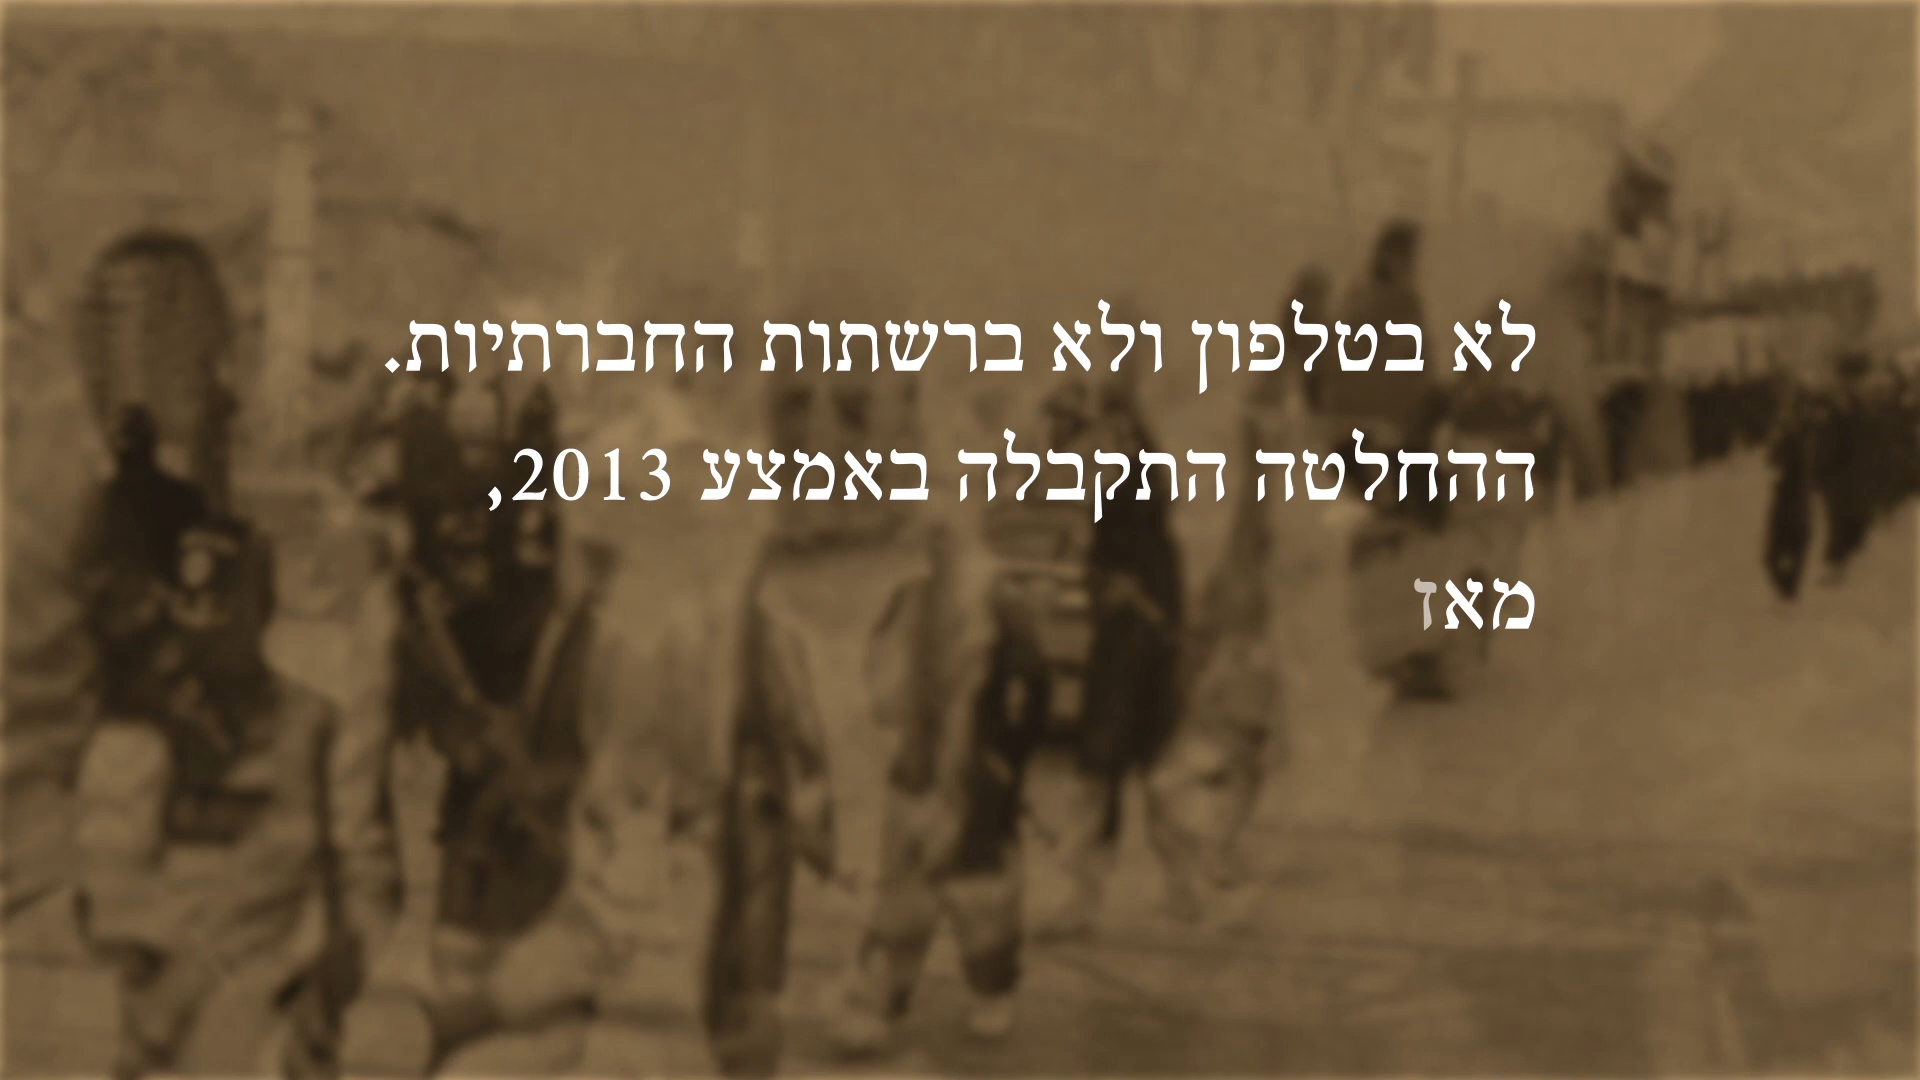 לא בטלפון ולא ברשתות החברתיות.
ההחלטה התקבלה באמצע 2013,
מאז